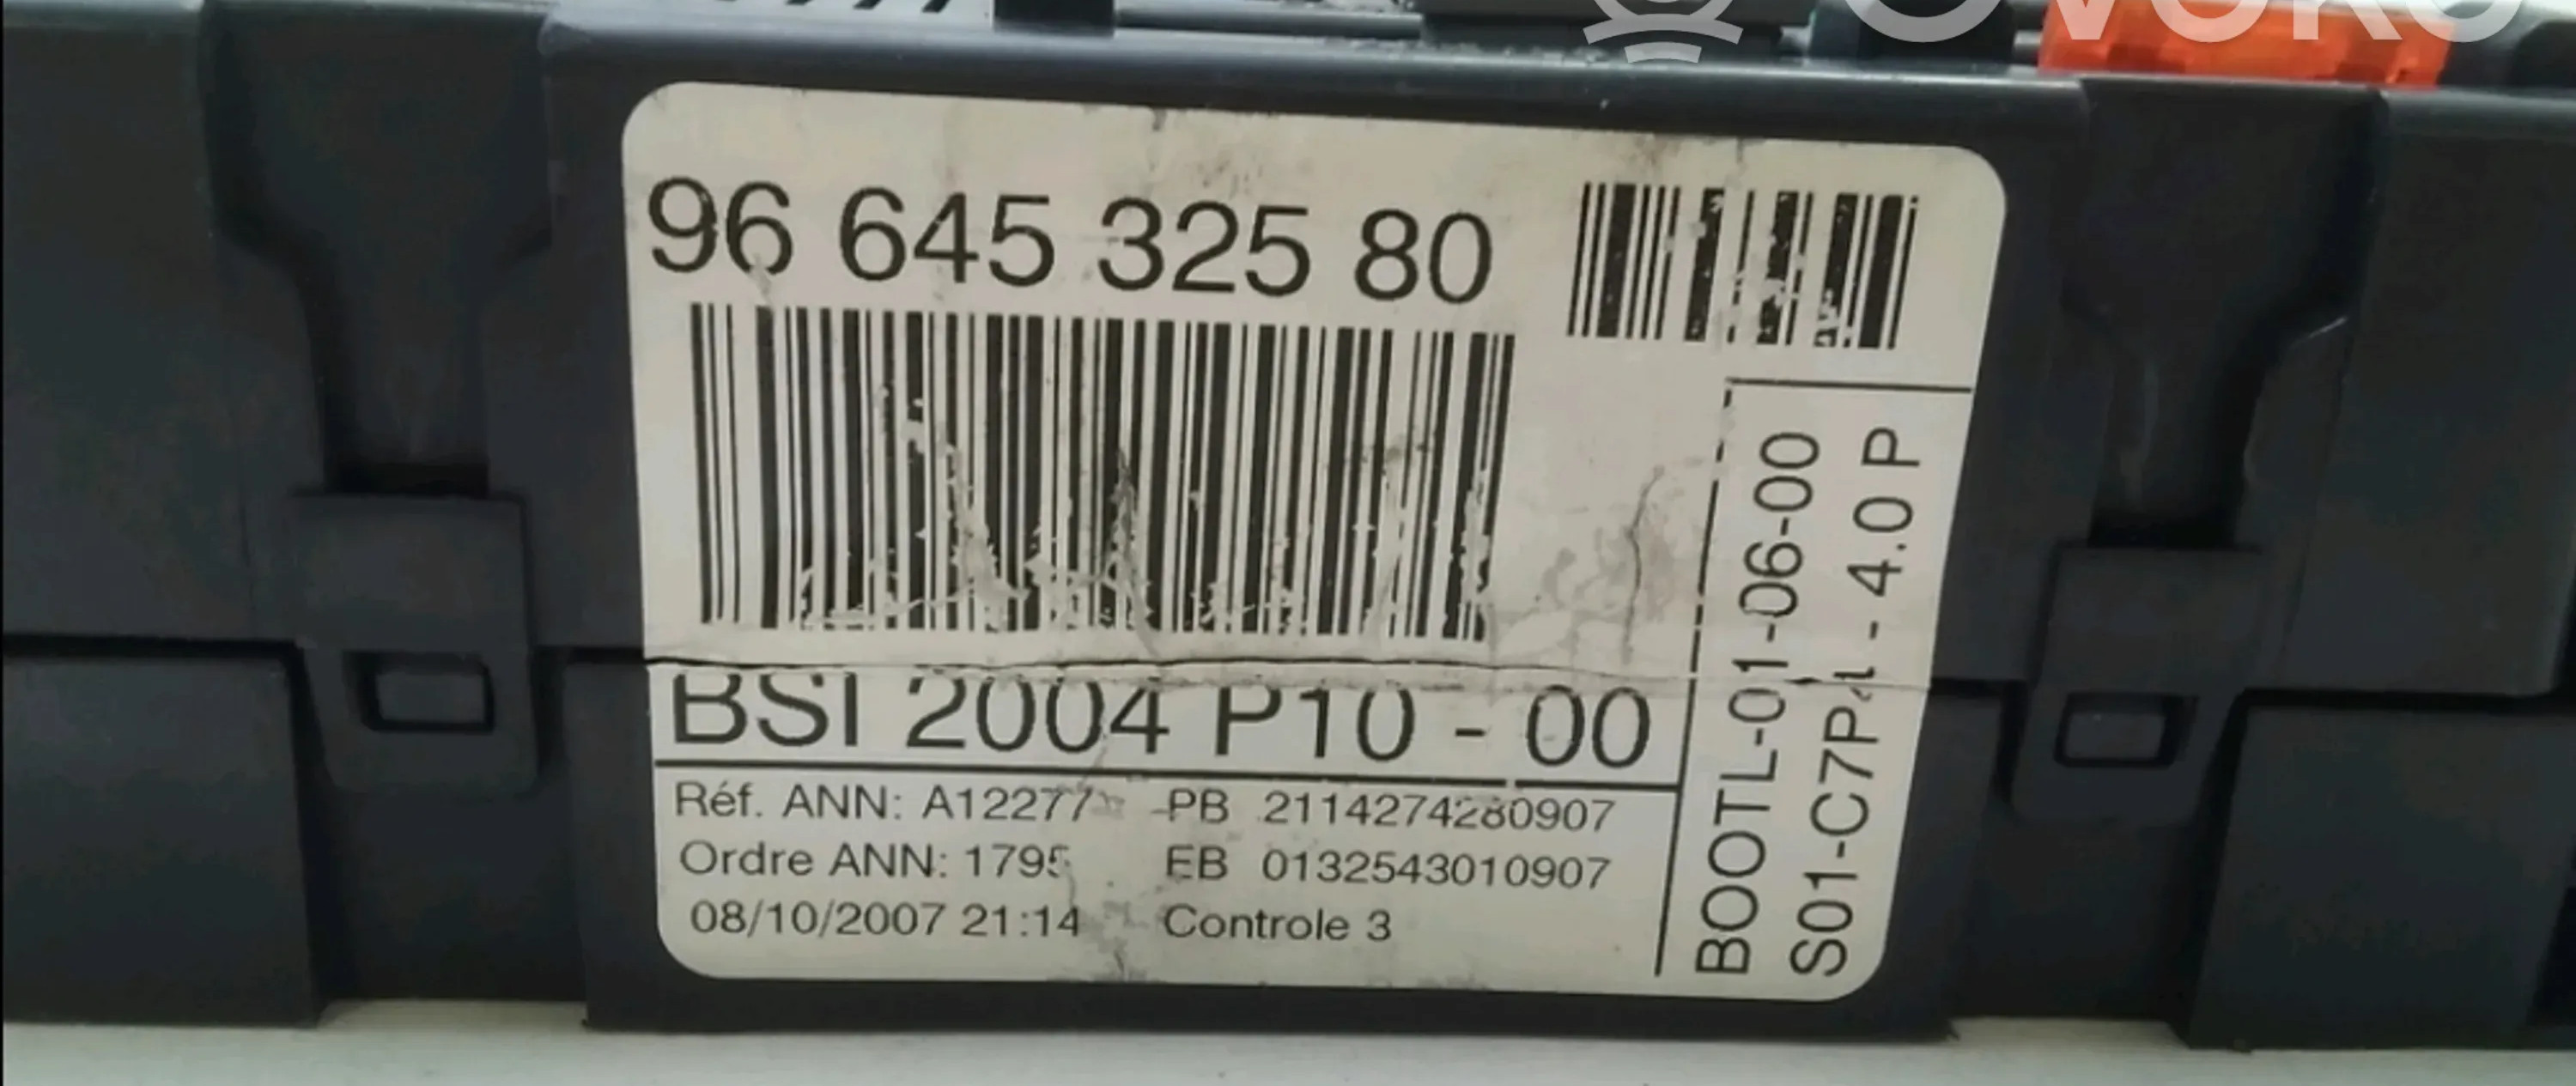 OVOKO
96 645 325 80
BSI 2004 P10 - 00
Réf. ANN: A12277 PB 2114274280907
Ordre ANN: 1795 EB 0132543010907
08/10/2007 21:14 Controle 3
BOOTL-01-06-00
- 4.0 P